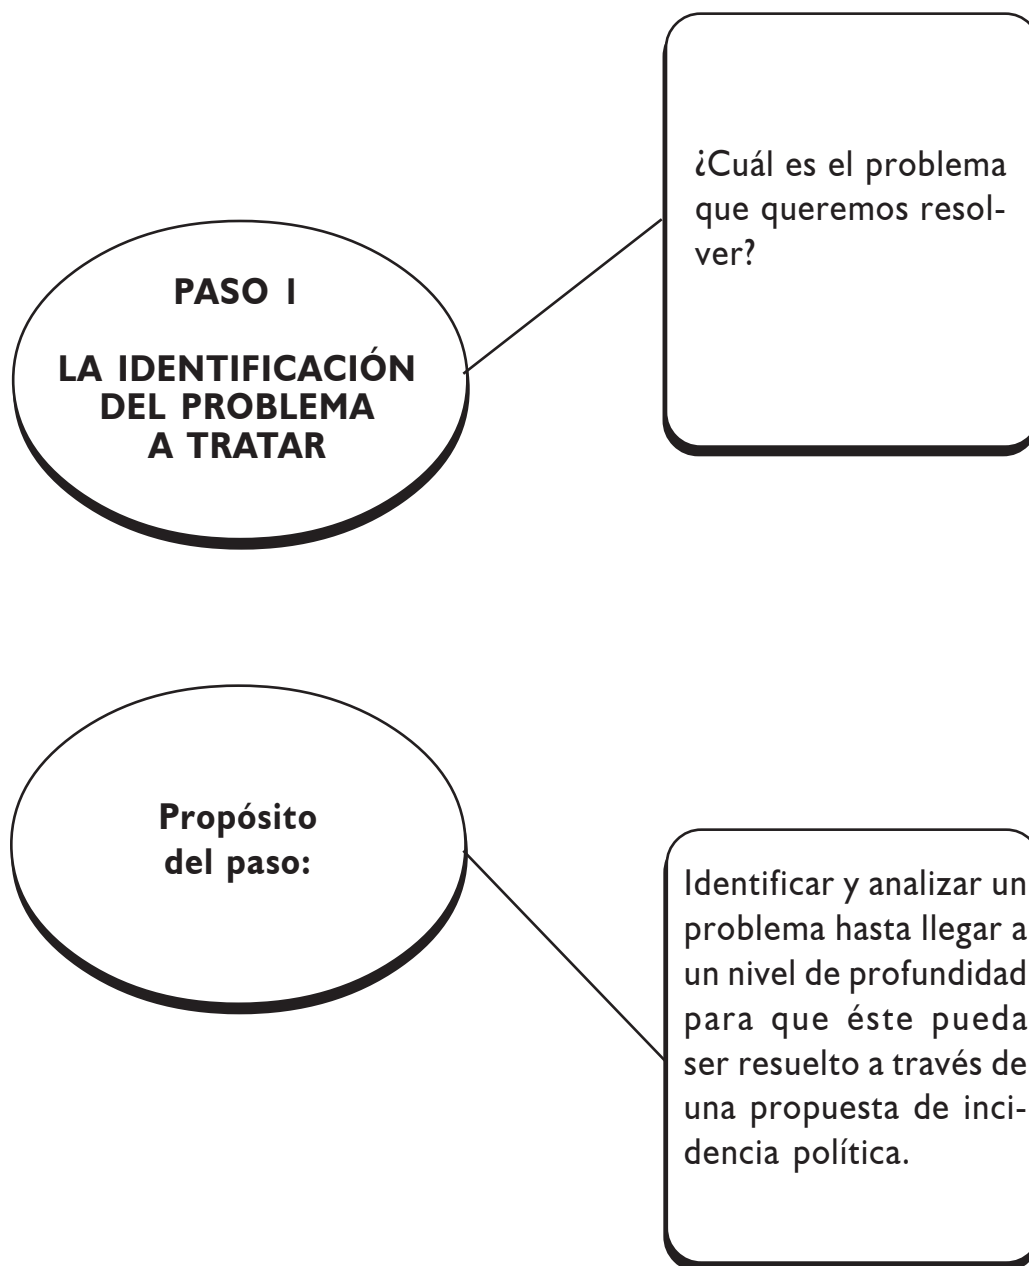 ¿Cuál es el problema
que queremos resol-
ver?
PASO 1
LA IDENTIFICACIÓN
DEL PROBLEMA
A TRATAR
Propósito
del paso:
Identificar y analizar un
problema hasta llegar a
un nivel de profundidad
para que éste pueda
ser resuelto a través de
una propuesta de inci-
dencia política.